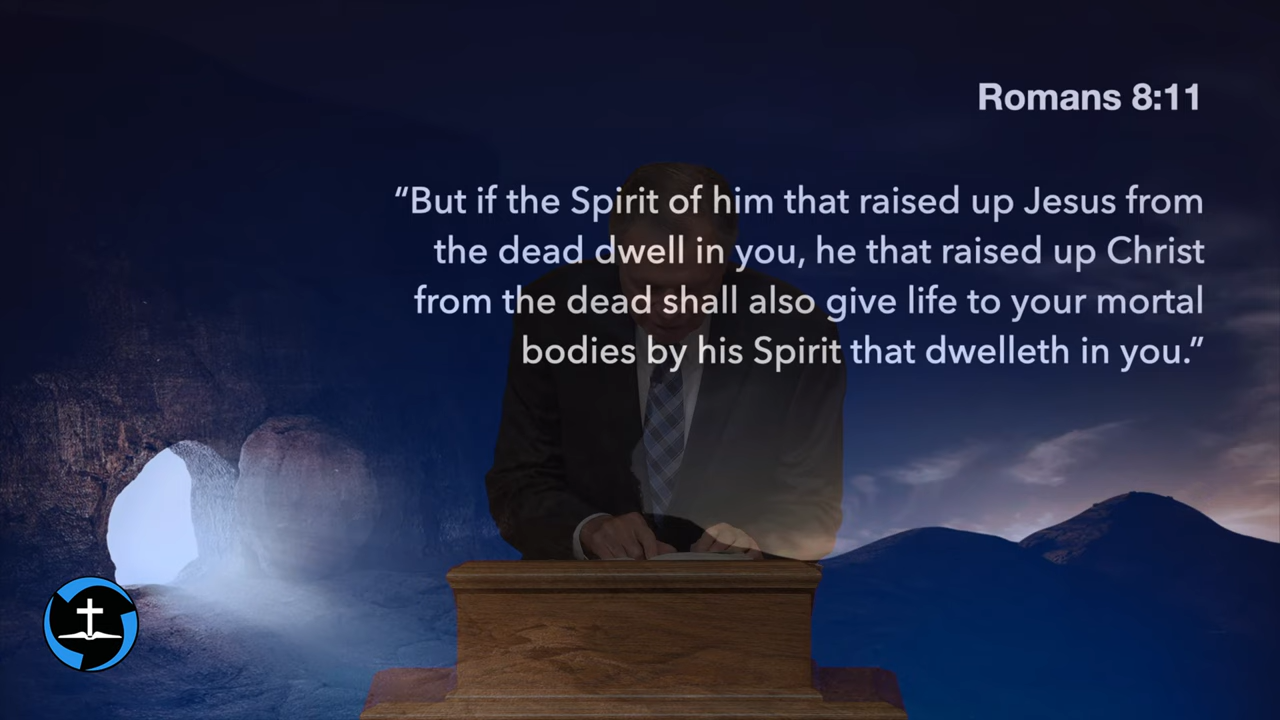 Romans 8:11
“But if the Spirit of him that raised up Jesus from
the dead dwell in you, he that raised up Christ
from the dead shall also give life to your mortal
bodies by his Spirit that dwelleth in you.”